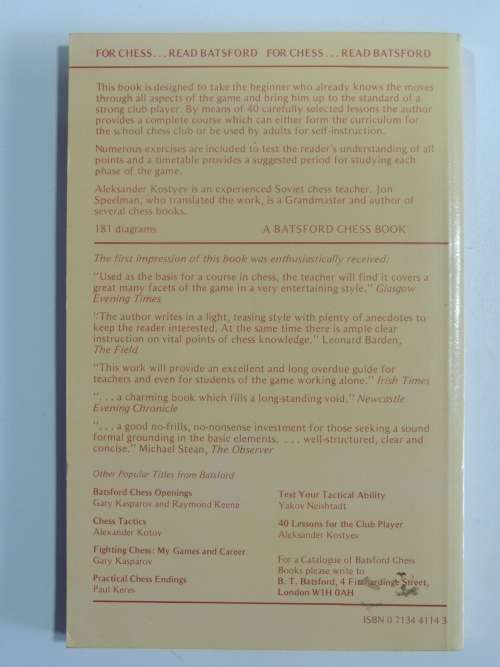 FOR CHESS... READ BATSFORD FOR CHESS... READ BATSFORD
This book is designed to take the beginner who already knows the moves
through all aspects of the game and bring him up to the standard of a
strong club player. By means of 40 carefully selected lessons the author
provides a complete course which can either form the curriculum for
the school chess club or be used by adults for self-instruction.
Numerous exercises are included to test the reader's understanding of all
points and a timetable provides a suggested period for studying each
phase of the game.
Aleksander Kostyev is an experienced Soviet chess teacher. Jon
Speelman, who translated the work, is a Grandmaster and author of
several chess books.
181 diagrams A BATSFORD CHESS BOOK
The first impression of this book was enthusiastically received:
"Used as the basis for a course in chess, the teacher will find it covers a
great many facets of the game in a very entertaining style." Glasgow
Evening Times
"The author writes in a light, teasing style with plenty of anecdotes to
keep the reader interested. At the same time there is ample clear
instruction on vital points of chess knowledge." Leonard Barden,
The Field
"This work will provide an excellent and long overdue guide for
teachers and even for students of the game working alone." Irish Times
"... a charming book which fills a long-standing void." Newcastle
Evening Chronicle
"... a good no-frills, no-nonsense investment for those seeking a sound
formal grounding in the basic elements. ... well-structured, clear and
concise." Michael Stean, The Observer
Other Popular Titles from Batsford
Batsford Chess Openings
Gary Kasparov and Raymond Keene
Chess Tactics
Alexander Kotov
Fighting Chess: My Games and Career
Gary Kasparov
Practical Chess Endings
Paul Keres
Test Your Tactical Ability
Yakov Neishtadt
40 Lessons for the Club Player
Aleksander Kostyev
For a Catalogue of Batsford Chess
Books please write to
B. T. Batsford, 4 Fitzhardinge Street,
London W1H 0AH
ISBN 0 7134 4114 3